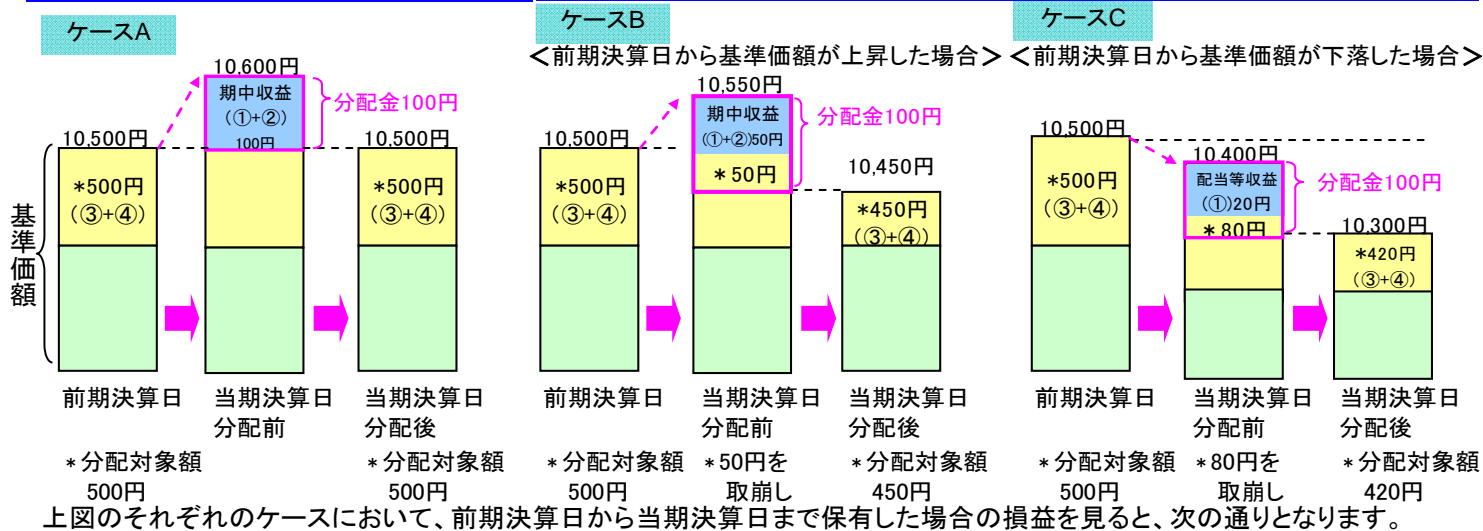 ケースA
10,600円
期中収益
(①+②)
100円
分配金100円
10,500円
10,500円
*500円
(③+④)
*500円
(③+④)
基準価額
前期決算日
当期決算日
分配前
当期決算日
分配後
*分配対象額
500円
*分配対象額
500円
ケースB
<前期決算日から基準価額が上昇した場合>
10,550円
期中収益
(①+②)50円
*50円
分配金100円
10,500円
10,450円
*500円
(③+④)
*450円
(③+④)
前期決算日
当期決算日
分配前
当期決算日
分配後
*分配対象額
500円
*50円を
取崩し
*分配対象額
450円
ケースC
<前期決算日から基準価額が下落した場合>
10,500円
10,400円
配当等収益
(①)20円
*80円
分配金100円
10,300円
*500円
(③+④)
*420円
(③+④)
前期決算日
当期決算日
分配前
当期決算日
分配後
*分配対象額
500円
*80円を
取崩し
*分配対象額
420円
上図のそれぞれのケースにおいて、前期決算日から当期決算日まで保有した場合の損益を見ると、次の通りとなります。